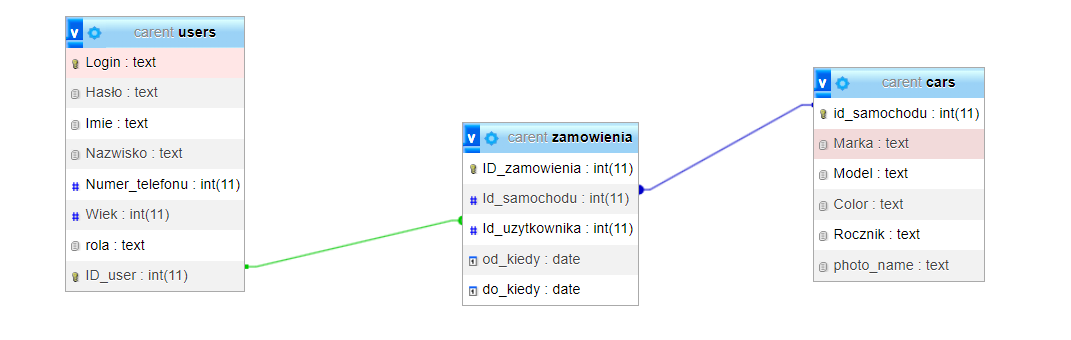 v carent users
Login : text
Hasło : text
Imie : text
Nazwisko : text
Numer_telefonu : int(11)
Wiek : int(11)
rola : text
ID_user : int(11)
v carent zamowienia
ID_zamowienia : int(11)
Id_samochodu : int(11)
Id_uzytkownika : int(11)
od_kiedy : date
do_kiedy : date
v carent cars
id_samochodu : int(11)
Marka : text
Model : text
Color : text
Rocznik : text
photo_name : text